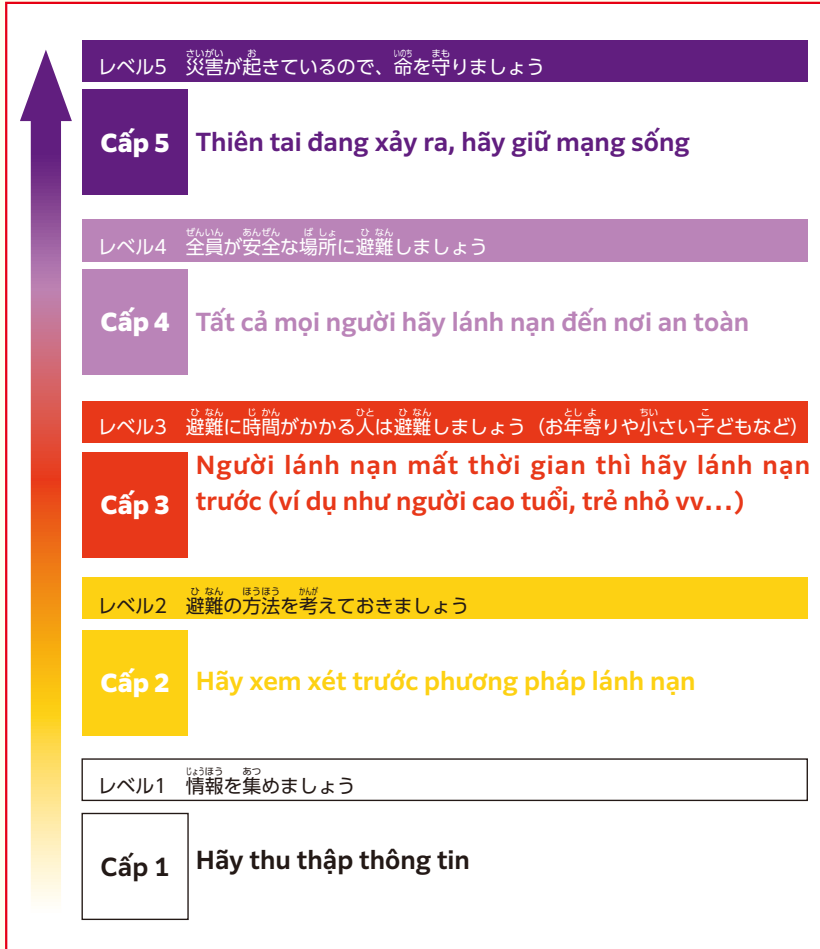 レベル5 災害が起きているので、命を守りましょう
Cấp 5 Thiên tai đang xảy ra, hãy giữ mạng sống
レベル4 全員が安全な場所に避難しましょう
Cấp 4 Tất cả mọi người hãy lánh nạn đến nơi an toàn
レベル3 避難に時間がかかる人は避難しましょう（お年寄りや小さい子どもなど）
Cấp 3 Người lánh nạn mất thời gian thì hãy lánh nạn
trước (ví dụ như người cao tuổi, trẻ nhỏ vv...)
レベル2 避難の方法を考えておきましょう
Cấp 2 Hãy xem xét trước phương pháp lánh nạn
レベル1 情報を集めましょう
Cấp 1 Hãy thu thập thông tin